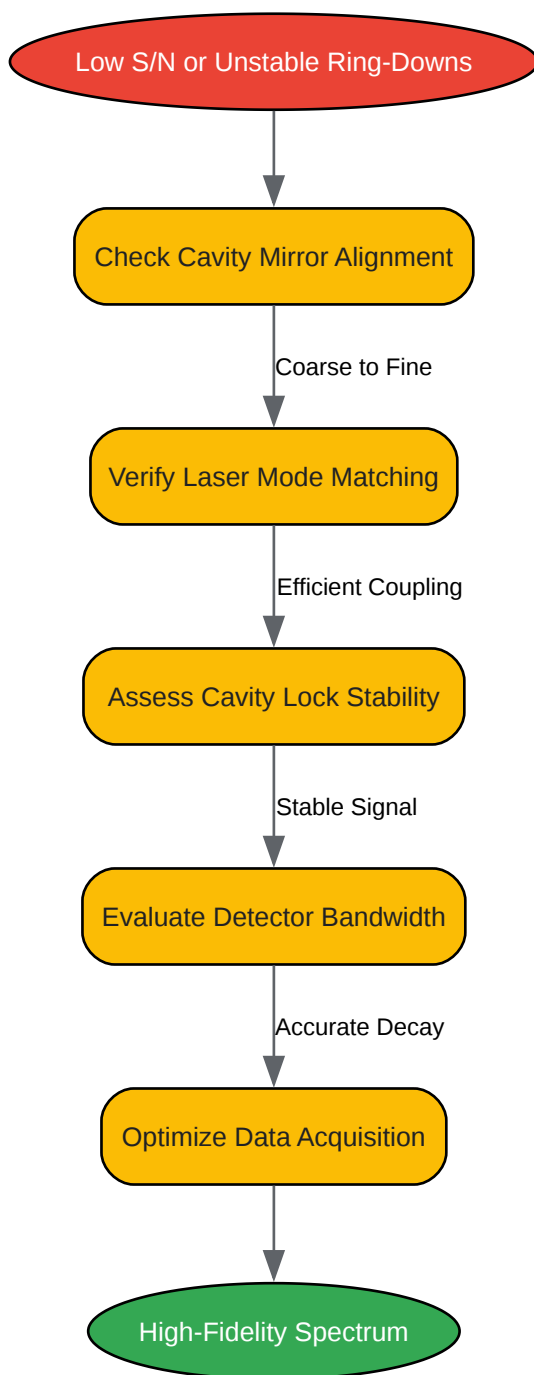 Low S/N or Unstable Ring-Downs
Check Cavity Mirror Alignment
Coarse to Fine
Verify Laser Mode Matching
Efficient Coupling
Assess Cavity Lock Stability
Stable Signal
Evaluate Detector Bandwidth
Accurate Decay
Optimize Data Acquisition
High-Fidelity Spectrum